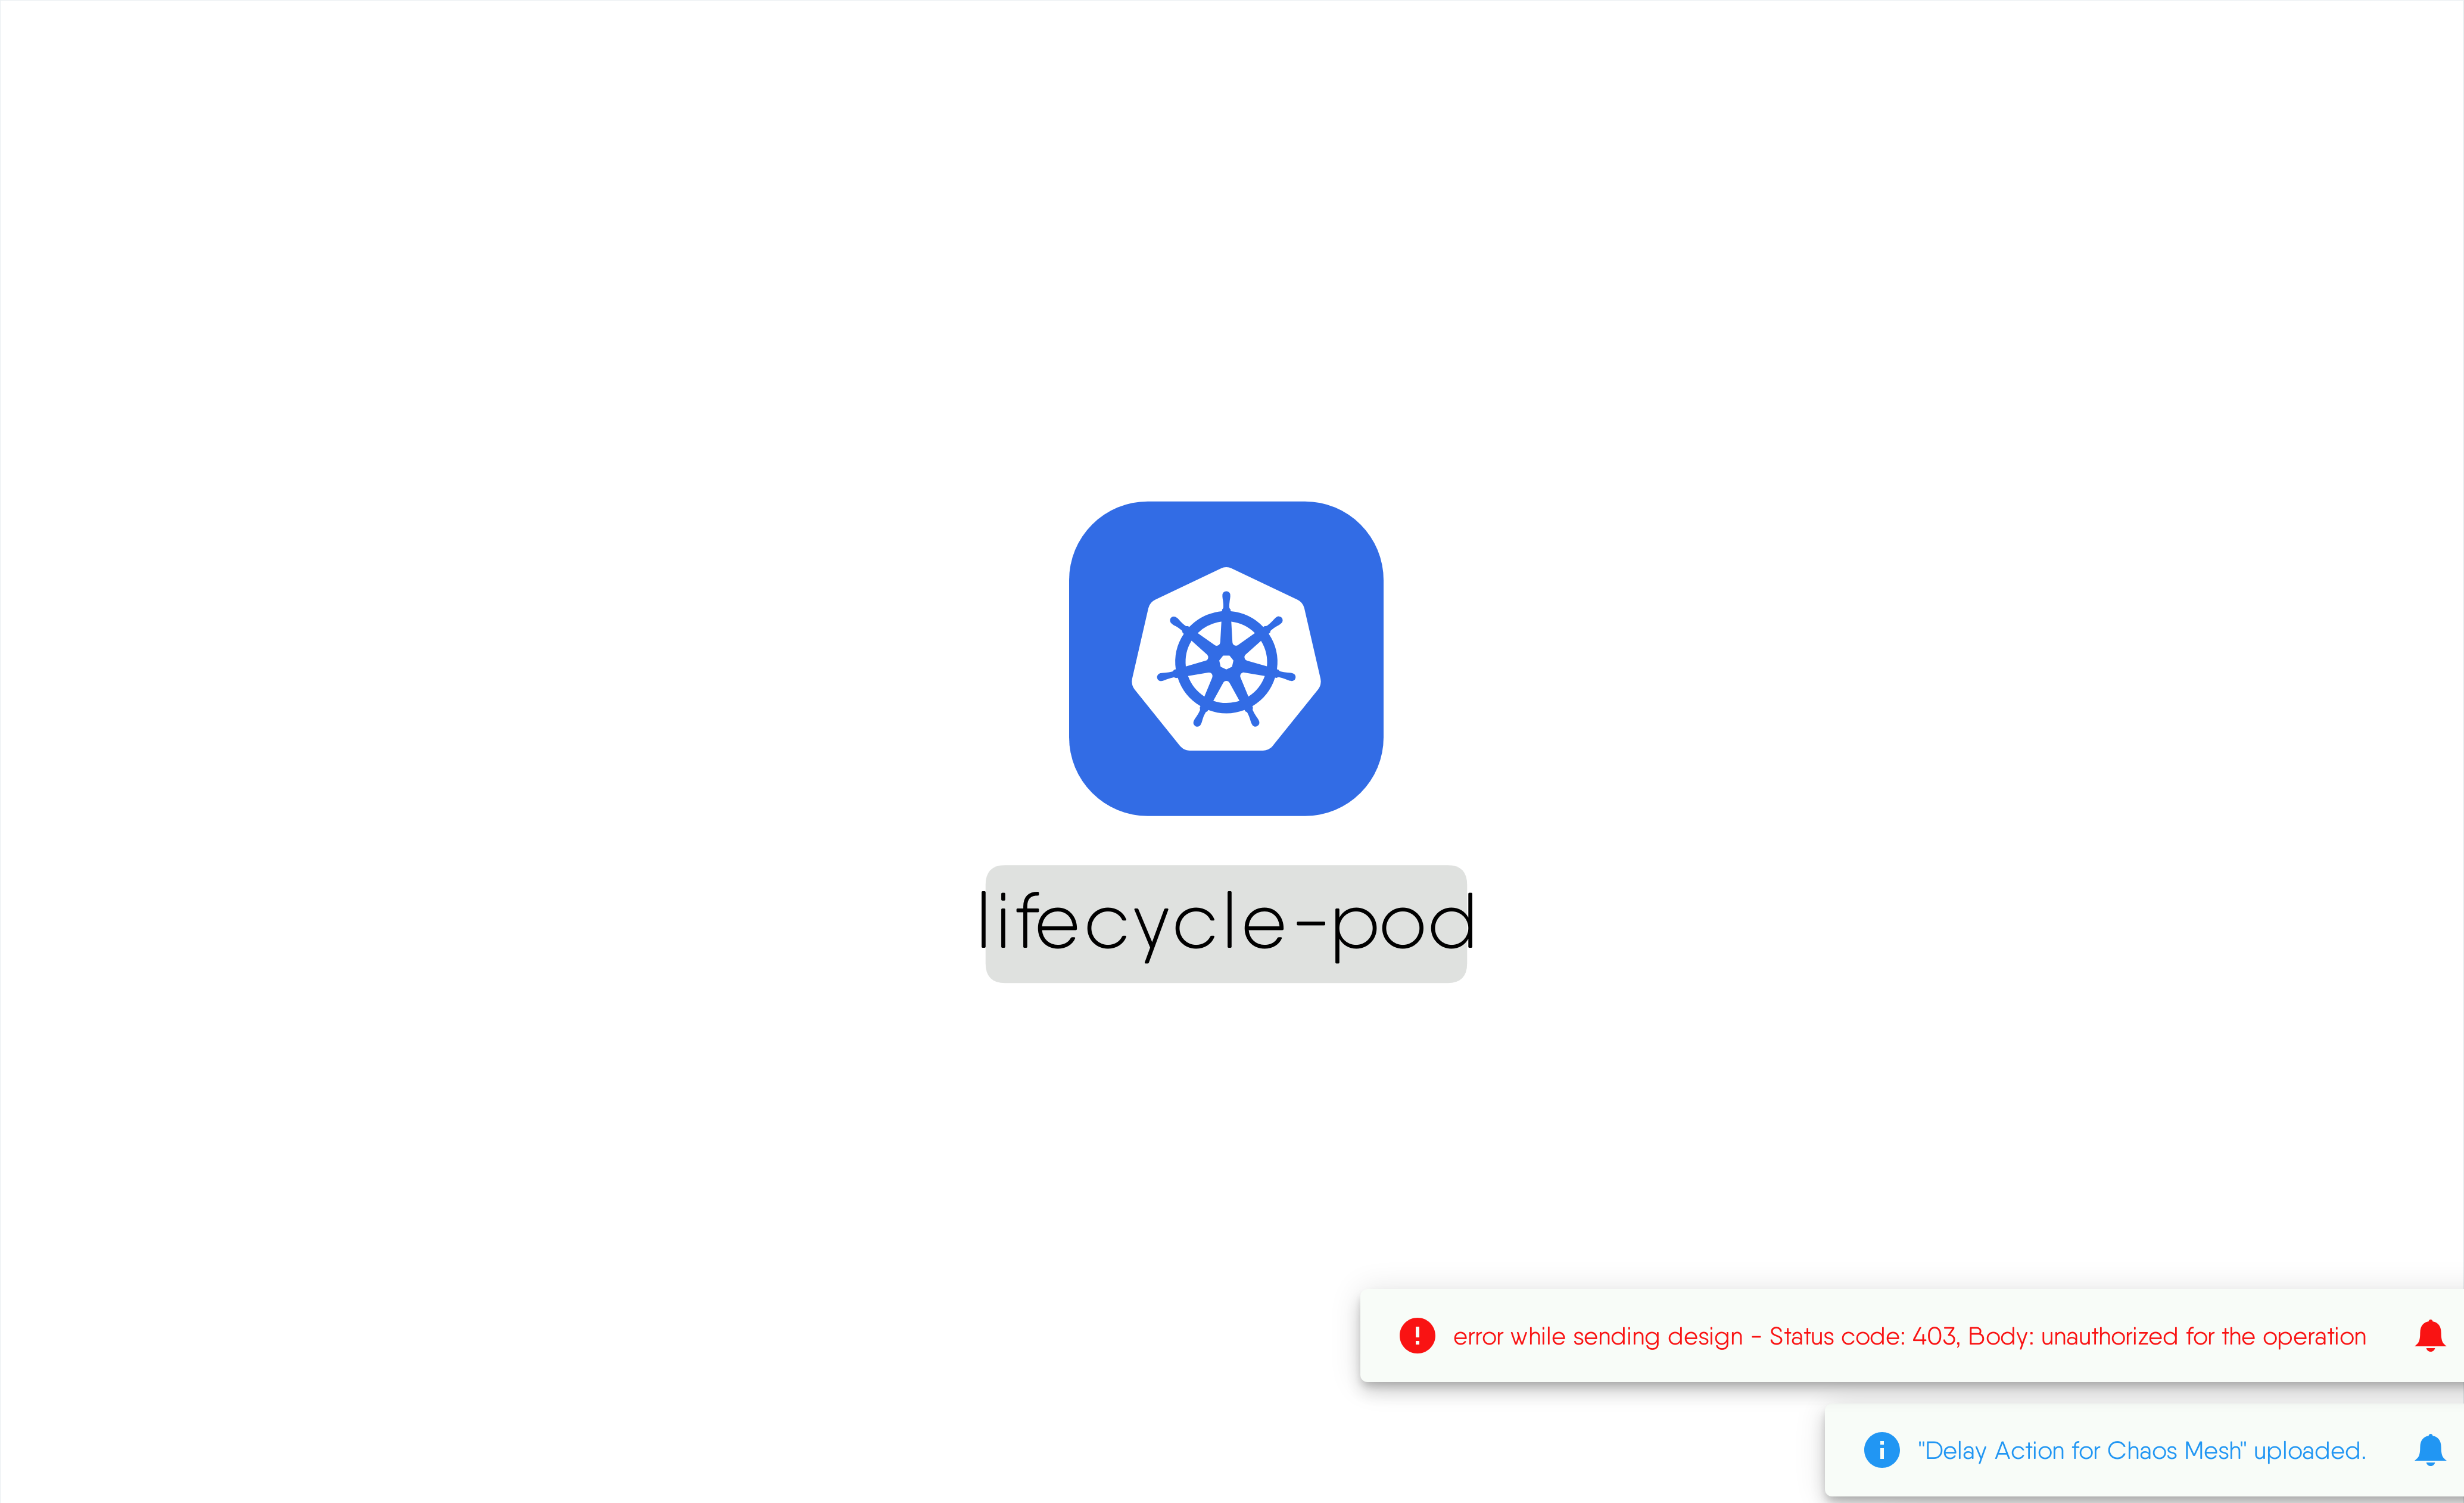 lifecycle-pod
error while sending design - Status code: 403, Body: unauthorized for the operation
"Delay Action for Chaos Mesh" uploaded.